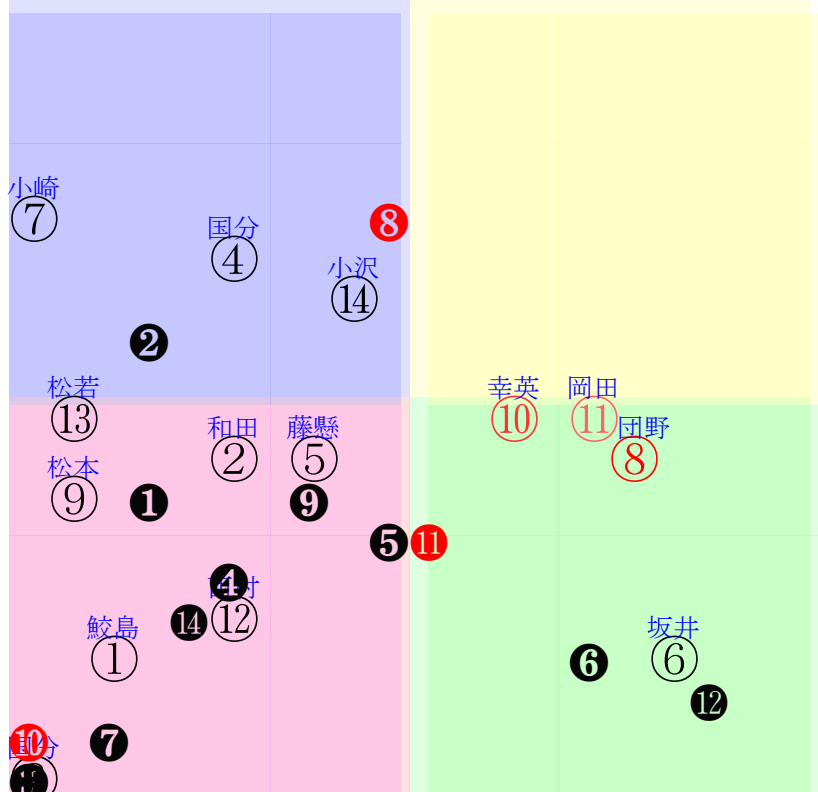 小崎
⑦
国分
④
❽
小沢
⑭
❷
松若
⑬
幸英
⑩
岡田
⑪
和田
②
藤懸
⑤
団野
⑧
松本
⑨
❶
❾
❺
⓫
❹
⓮
⑫
鮫島
①
坂井
⑥
❻
⓬
❿
国分
❼